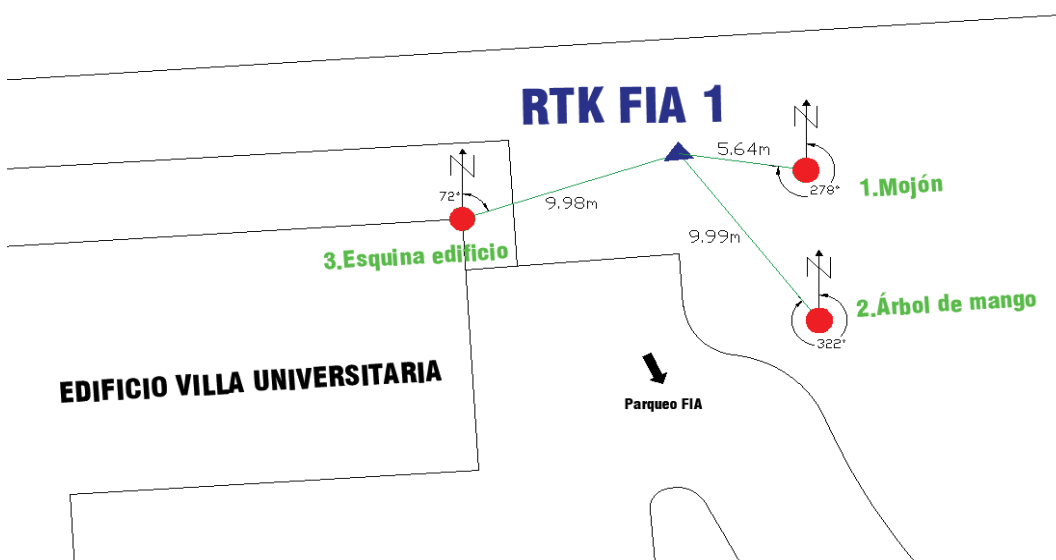 RTK FIA 1
N
5.64m
278°
1.Mojón
N
72°
9.98m
3.Esquina edificio
9.99m
N
322°
2.Árbol de mango
EDIFICIO VILLA UNIVERSITARIA
Parqueo FIA